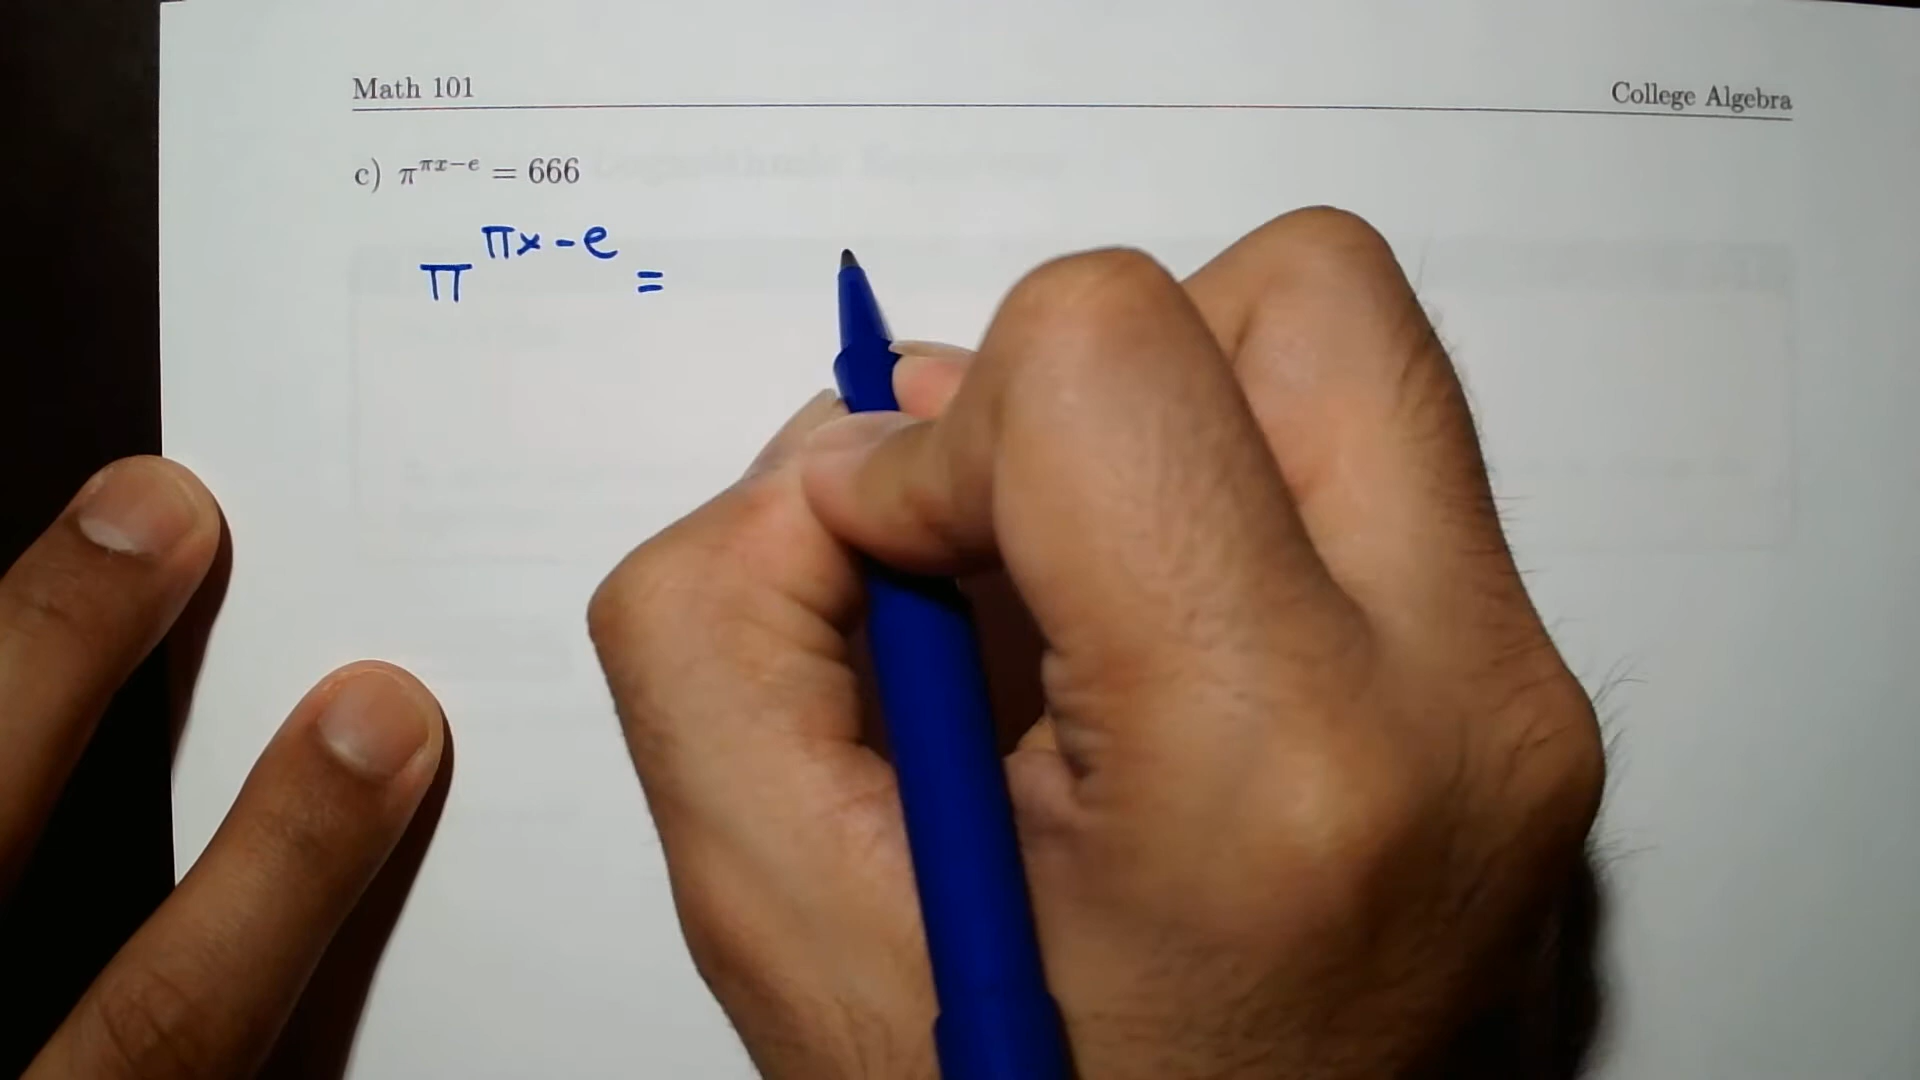 Math 101 College Algebra
c) π^{πx−e} = 666
π^{πx−e} =